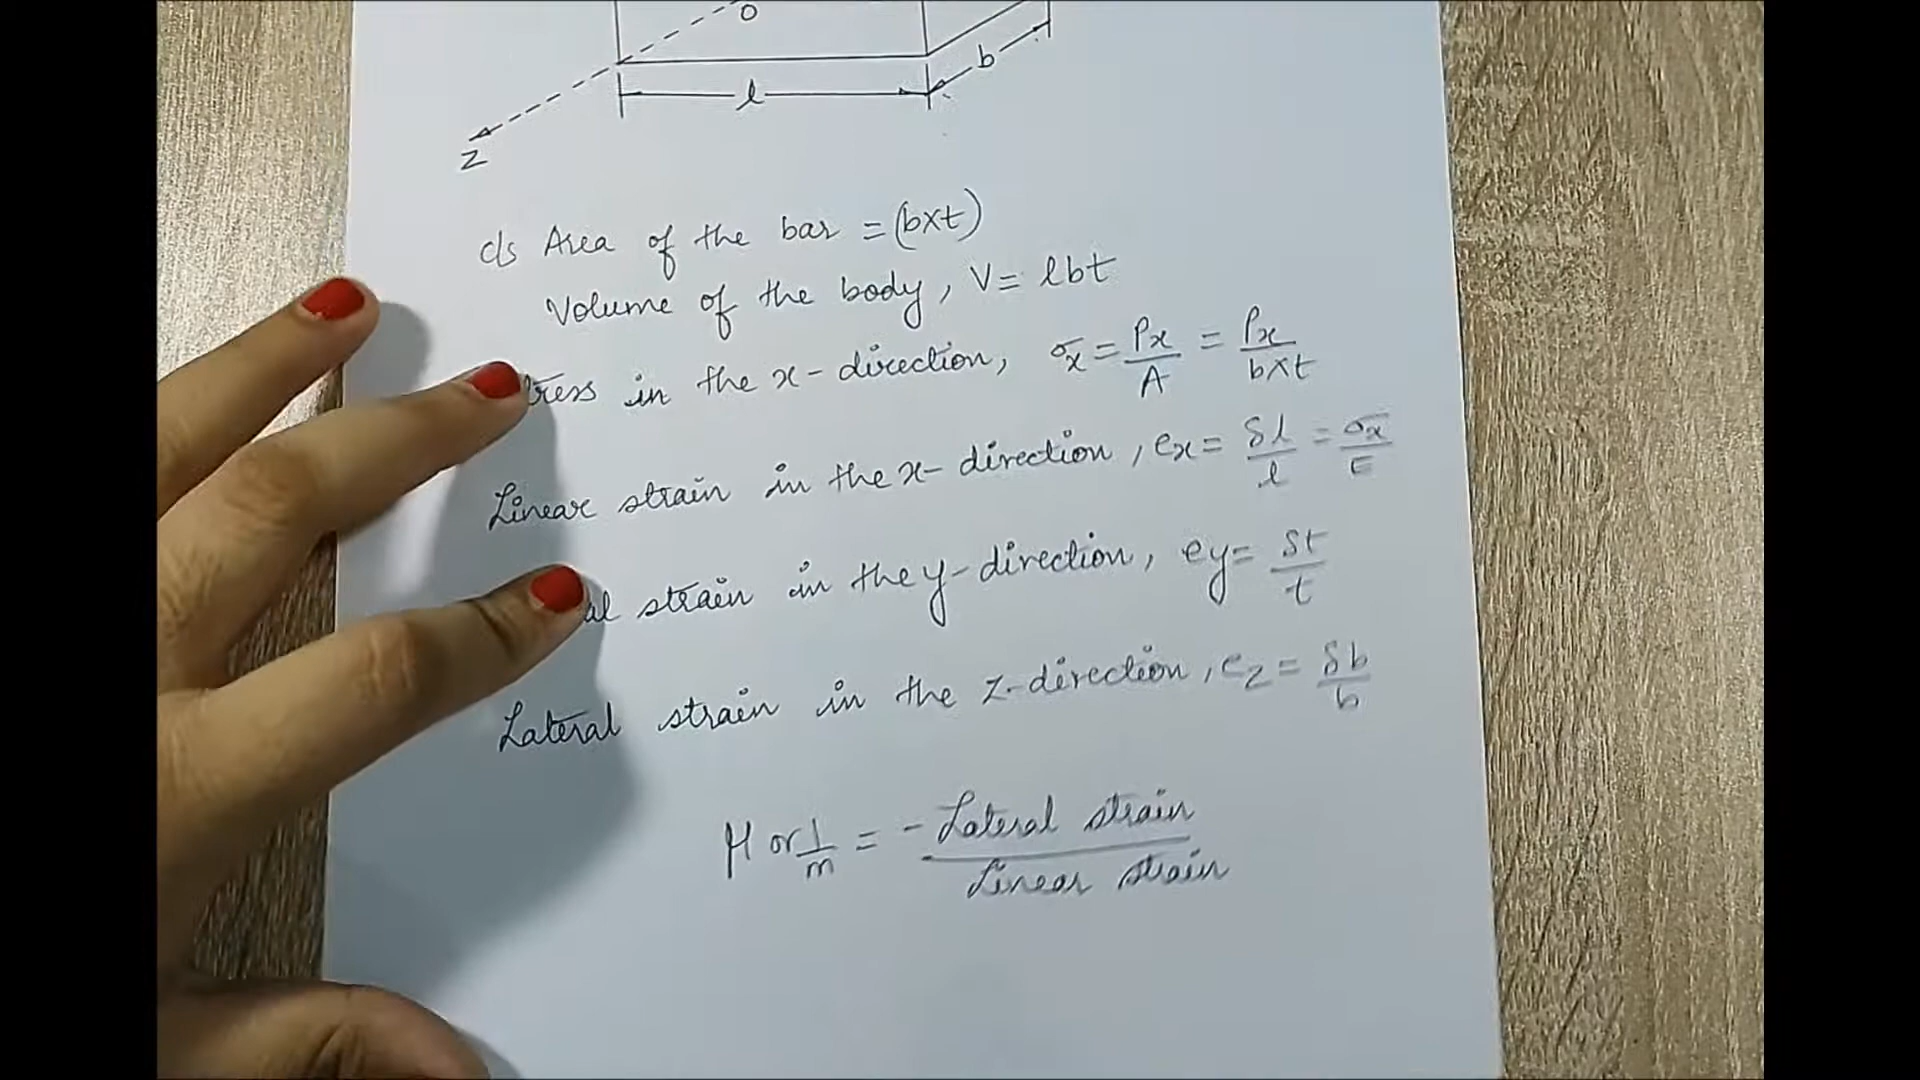 O
b
l
Z
c/s Area of the bar = (b×t)
Volume of the body, V = lbt
tress in the x-direction, σx = Px/A = Px/b×t
Linear strain in the x-direction, ex = δl/l = σx/E
al strain in the y-direction, ey = δt/t
Lateral strain in the z-direction, ez = δb/b
μ or 1/m = - Lateral strain / Linear strain